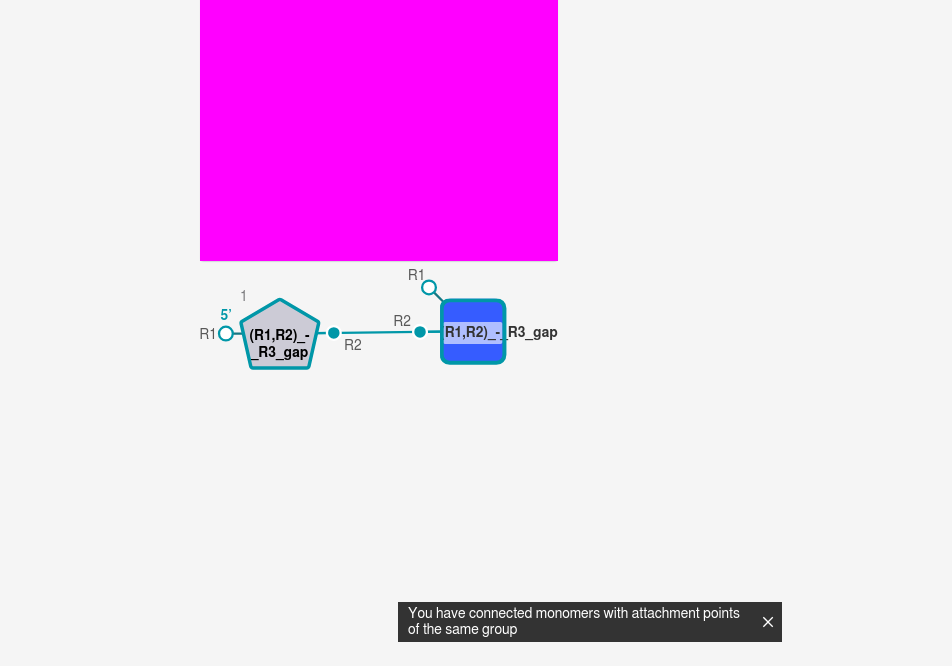 R1
1
5'
R2
R1
(R1,R2)_-
_R3_gap
R1,R2)_-_R3_gap
R2
You have connected monomers with attachment points
of the same group